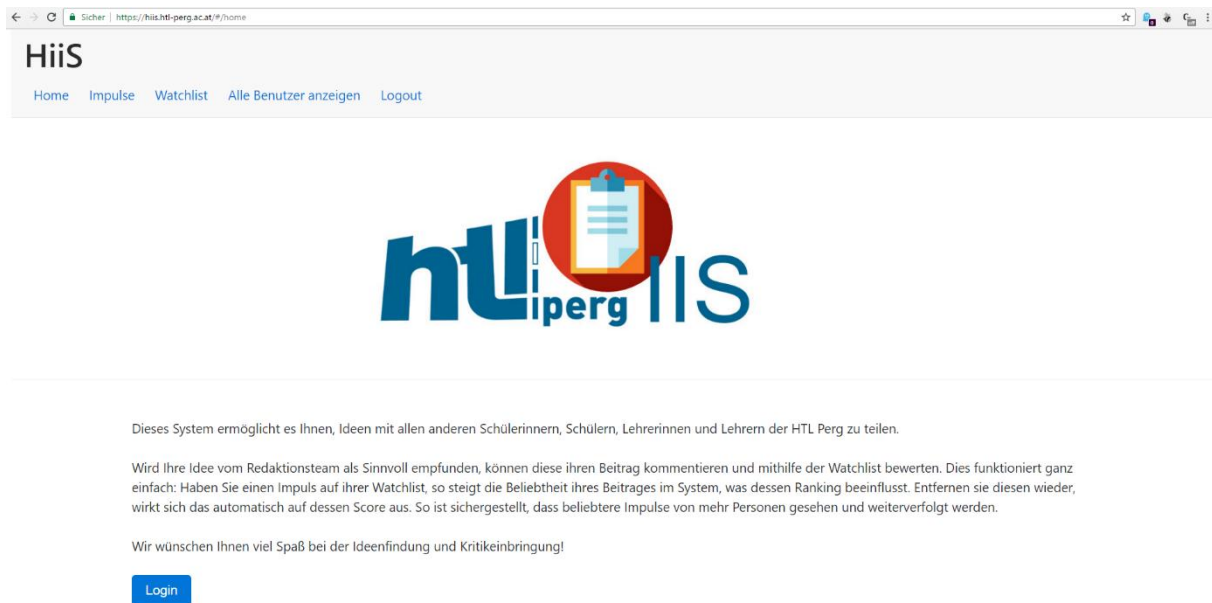 Sicher | https://hiis.htl-perg.ac.at/#/home
HiiS
Home Impulse Watchlist Alle Benutzer anzeigen Logout
htl
perg IIS
Dieses System ermöglicht es Ihnen, Ideen mit allen anderen Schülerinnern, Schülern, Lehrerinnen und Lehrern der HTL Perg zu teilen.
Wird Ihre Idee vom Redaktionsteam als Sinnvoll empfunden, können diese ihren Beitrag kommentieren und mithilfe der Watchlist bewerten. Dies funktioniert ganz
einfach: Haben Sie einen Impuls auf ihrer Watchlist, so steigt die Beliebtheit ihres Beitrages im System, was dessen Ranking beeinflusst. Entfernen sie diesen wieder,
wirkt sich das automatisch auf dessen Score aus. So ist sichergestellt, dass beliebtere Impulse von mehr Personen gesehen und weiterverfolgt werden.
Wir wünschen Ihnen viel Spaß bei der Ideenfindung und Kritikeinbringung!
Login